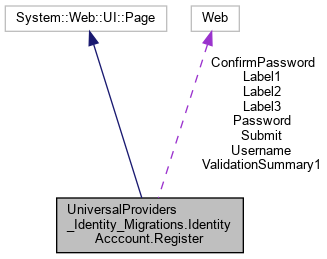 System::Web::UI::Page
Web
ConfirmPassword
Label1
Label2
Label3
Password
Submit
Username
ValidationSummary1
UniversalProviders
_Identity_Migrations.Identity
Acccount.Register